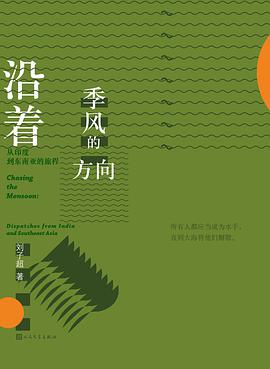 沿着
季风的
方向
从印度
到东南亚的旅程
Chasing
the
Monsoon:
Dispatches from India
and Southeast Asia
刘子超 著
所有人都应当成为水手，
直到大海将他们解散。
人民文学出版社